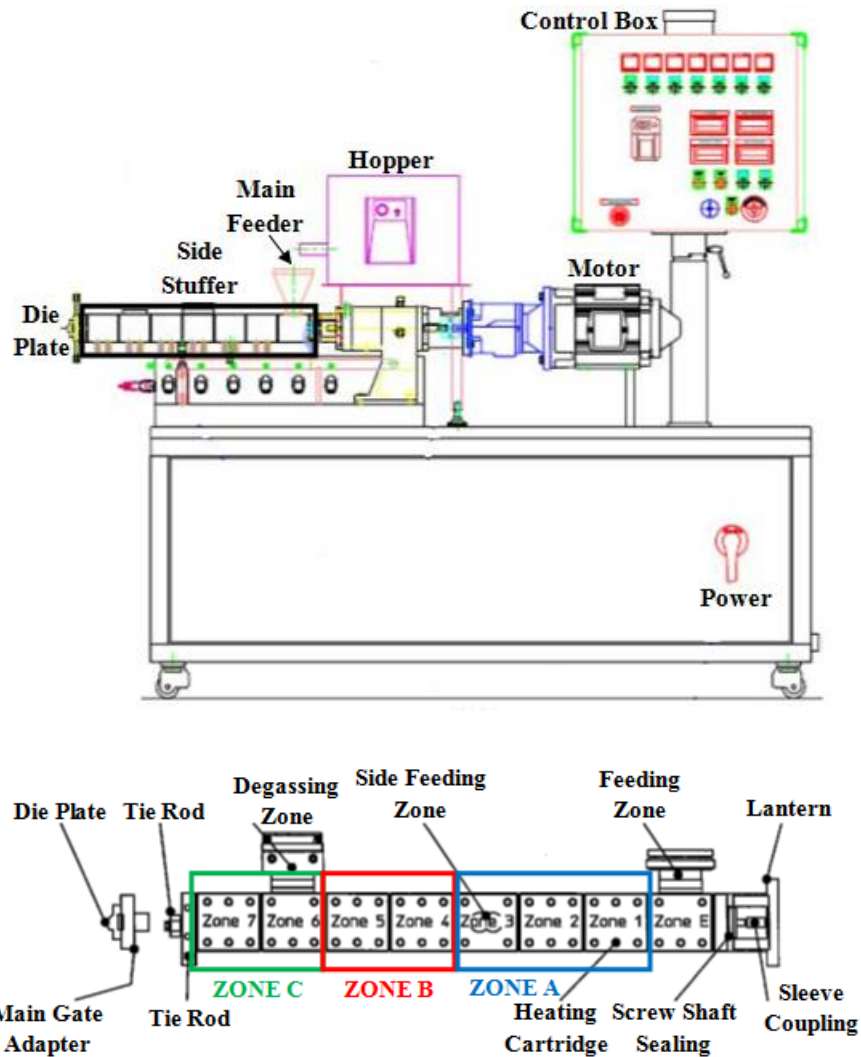 Control Box
Hopper
Main
Feeder
Side
Stuffer
Motor
Die
Plate
Power
Die Plate
Tie Rod
Degassing
Zone
Side Feeding
Zone
Feeding
Zone
Lantern
Zone 7
Zone 6
Zone 5
Zone 4
Zone 3
Zone 2
Zone 1
Zone E
ZONE C
ZONE B
ZONE A
Main Gate
Adapter
Tie Rod
Heating
Cartridge
Screw Shaft
Sealing
Sleeve
Coupling